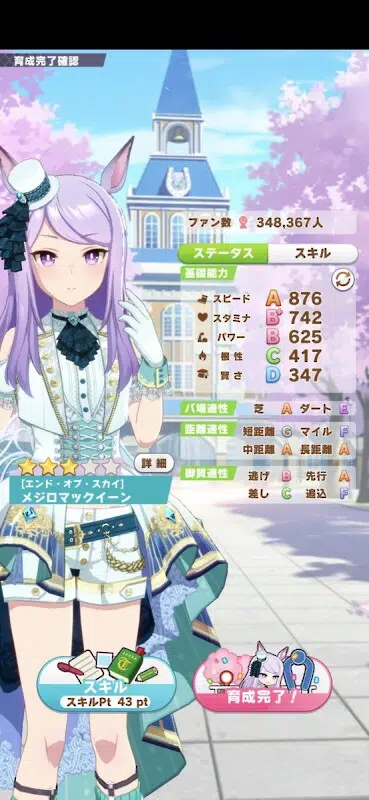 育成完了確認
ファン数 348,367人
ステータス スキル
基礎能力
スピード A 876
スタミナ B+ 742
パワー B 625
根性 C 417
賢さ D 347
バ場適性 芝 A ダート E
距離適性 短距離 G マイル F
中距離 A 長距離 A
脚質適性 逃げ B 先行 A
差し C 追込 F
詳細
[エンド・オブ・スカイ]
メジロマックイーン
スキル
スキルPt 43 pt
育成完了！